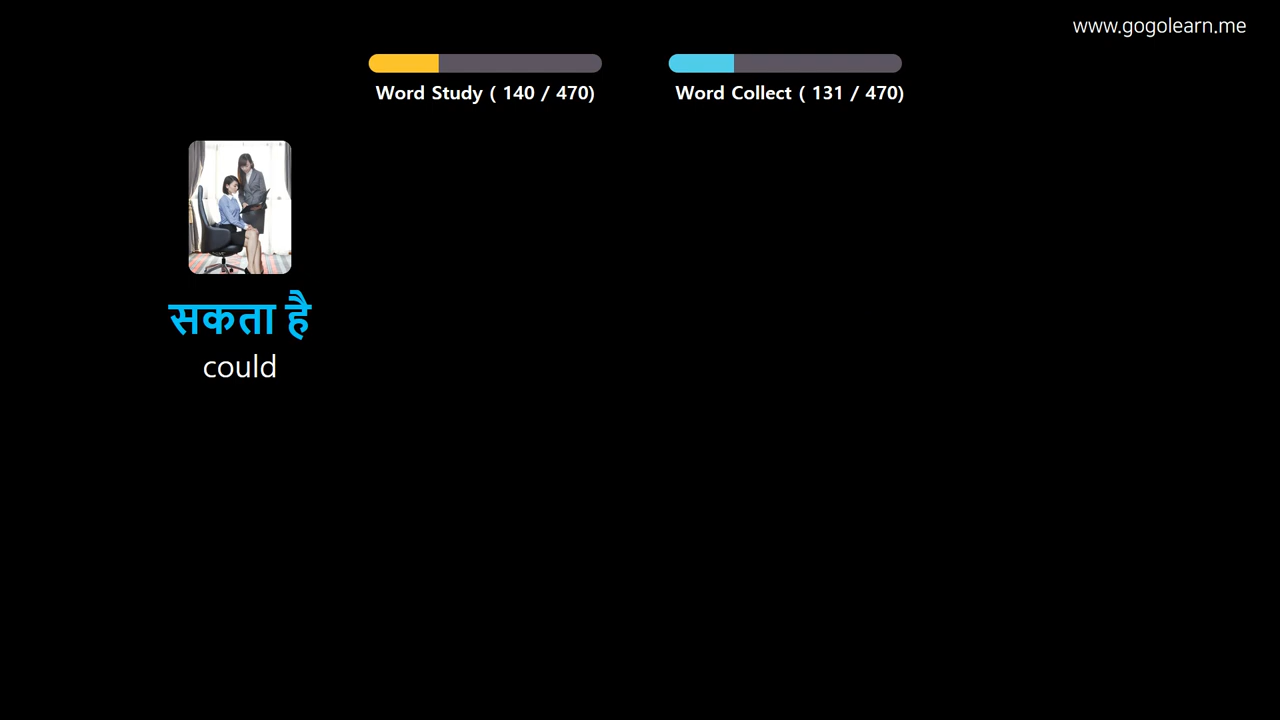 www.gogolearn.me
Word Study ( 140 / 470)
Word Collect ( 131 / 470)
सकता है
could